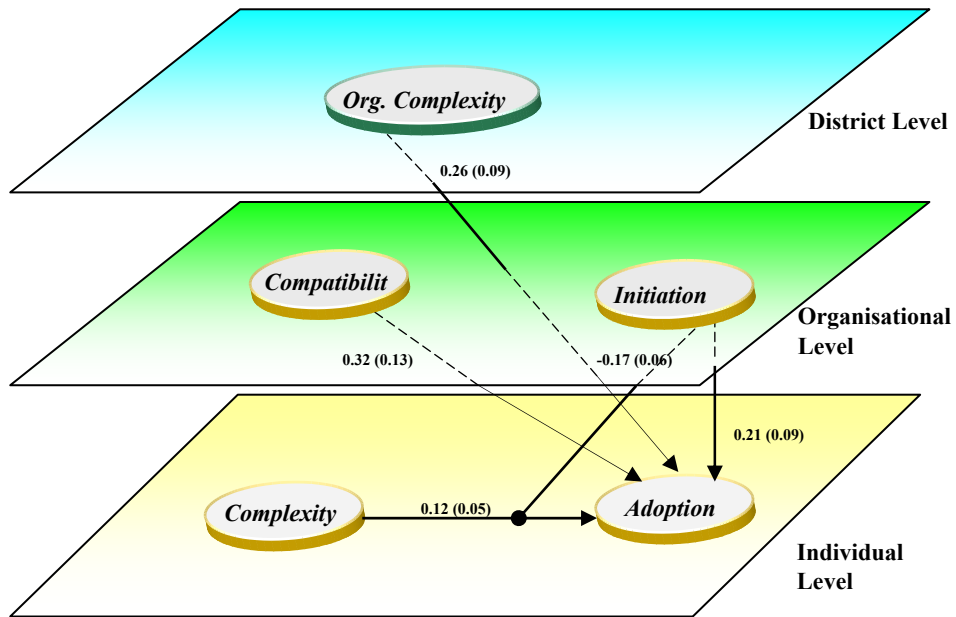 Org. Complexity
District Level
0.26 (0.09)
Compatibilit
Initiation
Organisational
Level
0.32 (0.13)
-0.17 (0.06)
0.21 (0.09)
Complexity
0.12 (0.05)
Adoption
Individual
Level